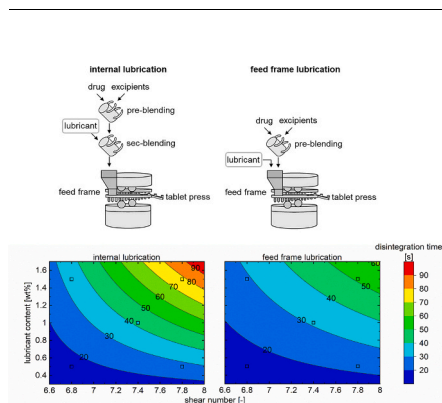 internal lubrication
feed frame lubrication
drug excipients
pre-blending
lubricant
sec-blending
feed frame
tablet press
drug excipients
pre-blending
lubricant
feed frame
tablet press
disintegration time
[s]
internal lubrication
feed frame lubrication
lubricant content [wt%]
1.6
1.4
1.2
1
0.8
0.6
0.4
20
30
40
50
60
70
80
90
6.6 6.8 7 7.2 7.4 7.6 7.8 8
20
30
40
50
6.6 6.8 7 7.2 7.4 7.6 7.8 8
shear number [-]
90
80
70
60
50
40
30
20